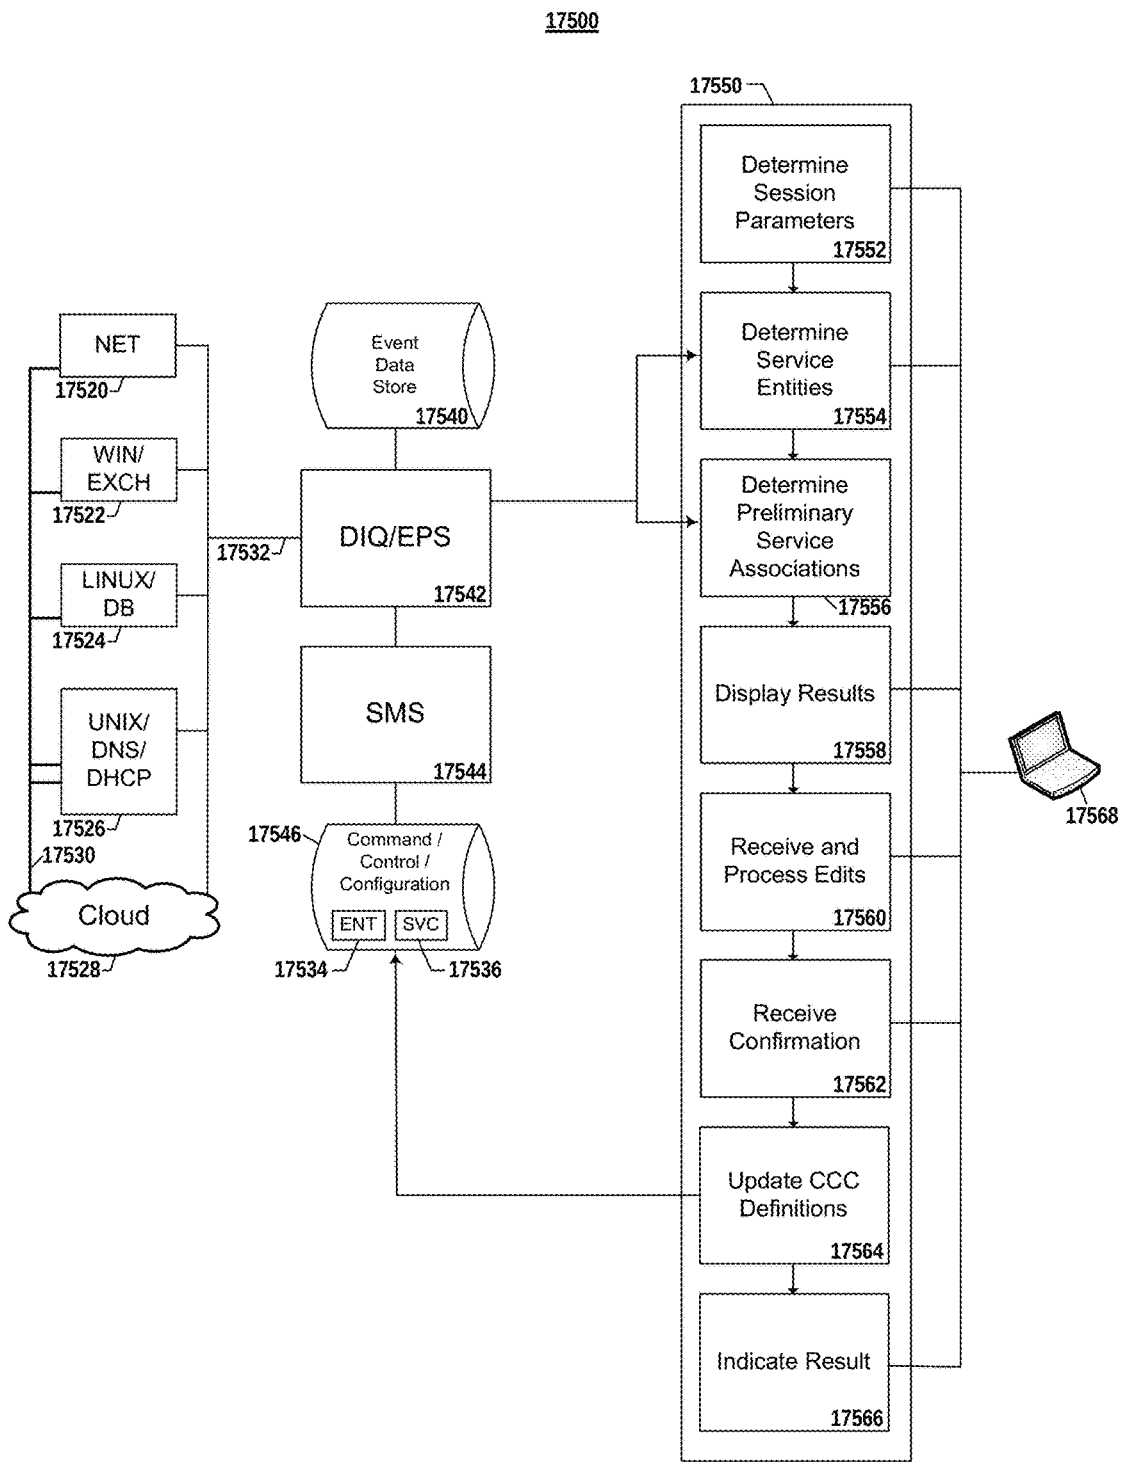 17500
17550
Determine
Session
Parameters
17552
Determine
Service
Entities
17554
Determine
Preliminary
Service
Associations
17556
Display Results
17558
Receive and
Process Edits
17560
Receive
Confirmation
17562
Update CCC
Definitions
17564
Indicate Result
17566
17568
NET
17520
WIN/
EXCH
17522
LINUX/
DB
17524
UNIX/
DNS/
DHCP
17526
17530
Cloud
17528
17532
Event
Data
Store
17540
DIQ/EPS
17542
SMS
17544
17546
Command /
Control /
Configuration
ENT
SVC
17534
17536